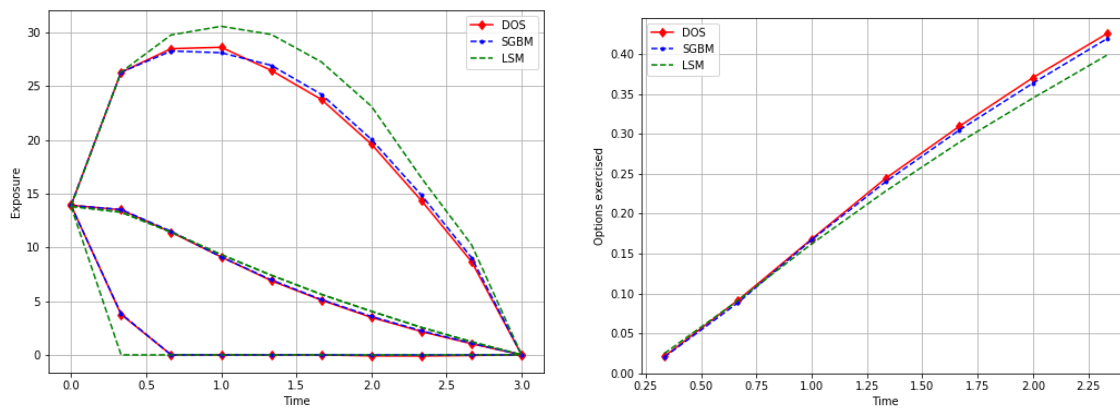 30
25
20
15
10
5
0
Exposure
0.0 0.5 1.0 1.5 2.0 2.5 3.0
Time
DOS
SGBM
LSM
0.40
0.35
0.30
0.25
0.20
0.15
0.10
0.05
0.00
Options exercised
0.25 0.50 0.75 1.00 1.25 1.50 1.75 2.00 2.25
Time
DOS
SGBM
LSM